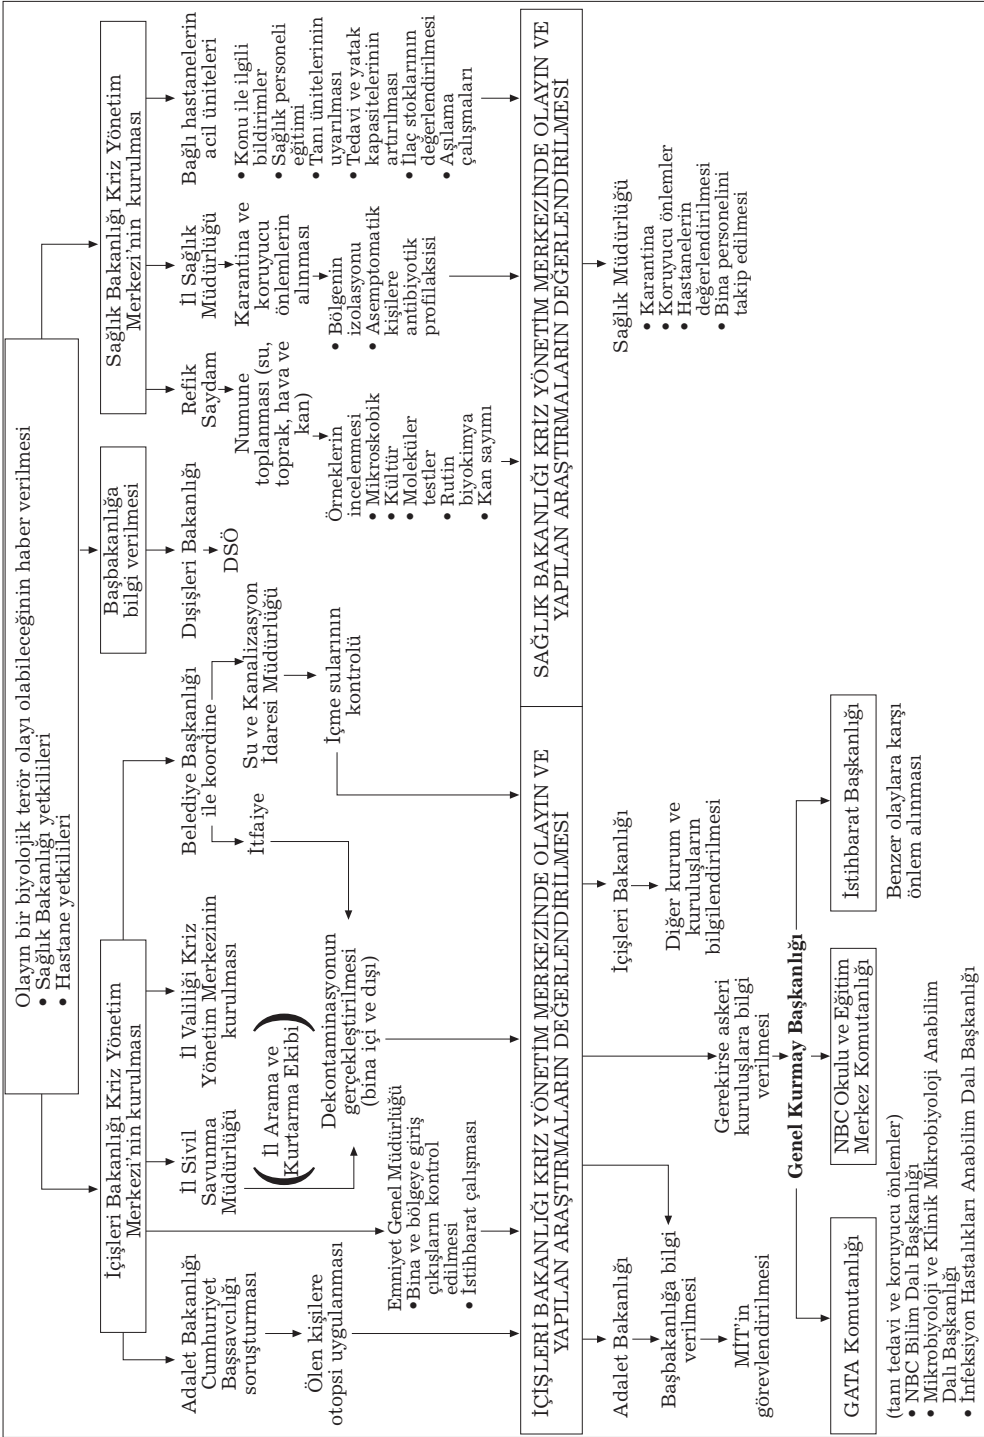 Olayın bir biyolojik terör olayı olabileceğinin haber verilmesi
• Sağlık Bakanlığı yetkilileri
• Hastane yetkilileri
İçişleri Bakanlığı Kriz Yönetim
Merkezi'nin kurulması
Başbakanlığa
bilgi verilmesi
Sağlık Bakanlığı Kriz Yönetim
Merkezi'nin kurulması
Adalet Bakanlığı
Cumhuriyet
Başsavcılığı
soruşturması
Ölen kişilere
otopsi uygulanması
Emniyet Genel Müdürlüğü
• Bina ve bölgeye giriş
çıkışların kontrol
edilmesi
• İstihbarat çalışması
İl Sivil
Savunma
Müdürlüğü
(İl Arama ve
Kurtarma Ekibi)
İl Valiliği Kriz
Yönetim Merkezinin
kurulması
Dekontaminasyonun
gerçekleştirilmesi
(bina içi ve dışı)
Belediye Başkanlığı
ile koordine
İtfaiye
Su ve Kanalizasyon
İdaresi Müdürlüğü
İçme sularının
kontrolü
Dışişleri Bakanlığı
DSÖ
Refik
Saydam
Numune
toplanması (su,
toprak, hava ve
kan)
Örneklerin
incelenmesi
• Mikroskobik
• Kültür
• Moleküler
testler
• Rutin
biyokimya
• Kan sayımı
İl Sağlık
Müdürlüğü
Karantina ve
koruyucu
önlemlerin
alınması
• Bölgenin
izolasyonu
• Asemptomatik
kişilere
antibiyotik
profilaksisi
Bağlı hastanelerin
acil üniteleri
• Konu ile ilgili
bildirimler
• Sağlık personeli
eğitimi
• Tanı ünitelerinin
uyarılması
• Tedavi ve yatak
kapasitelerinin
artırılması
• İlaç stoklarının
değerlendirilmesi
• Aşılama
çalışmaları
İÇİŞLERİ BAKANLIĞI KRİZ YÖNETİM MERKEZİNDE OLAYIN VE
YAPILAN ARAŞTIRMALARIN DEĞERLENDİRİLMESİ
SAĞLIK BAKANLIĞI KRİZ YÖNETİM MERKEZİNDE OLAYIN VE
YAPILAN ARAŞTIRMALARIN DEĞERLENDİRİLMESİ
Adalet Bakanlığı
Başbakanlığa bilgi
verilmesi
MİT'in
görevlendirilmesi
Gerekirse askeri
kuruluşlara bilgi
verilmesi
Genel Kurmay Başkanlığı
İçişleri Bakanlığı
Diğer kurum ve
kuruluşların
bilgilendirilmesi
Sağlık Müdürlüğü
• Karantina
• Koruyucu önlemler
• Hastanelerin
değerlendirilmesi
• Bina personelini
takip edilmesi
GATA Komutanlığı
(tanı tedavi ve koruyucu önlemler)
• NBC Bilim Dalı Başkanlığı
• Mikrobiyoloji ve Klinik Mikrobiyoloji Anabilim
Dalı Başkanlığı
• İnfeksiyon Hastalıkları Anabilim Dalı Başkanlığı
NBC Okulu ve Eğitim
Merkez Komutanlığı
İstihbarat Başkanlığı
Benzer olaylara karşı
önlem alınması